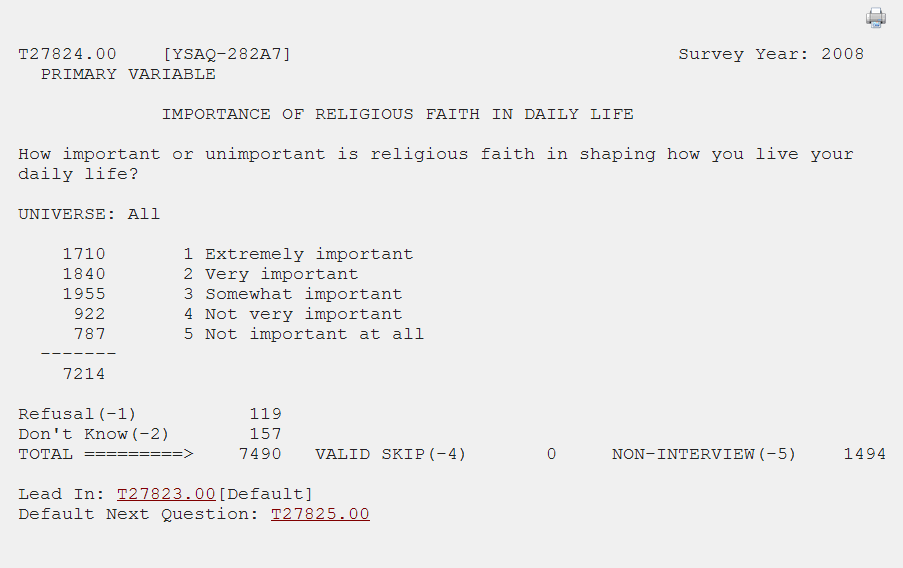 T27824.00 [YSAQ-282A7] Survey Year: 2008
PRIMARY VARIABLE
IMPORTANCE OF RELIGIOUS FAITH IN DAILY LIFE
How important or unimportant is religious faith in shaping how you live your
daily life?
UNIVERSE: All
1710 1 Extremely important
1840 2 Very important
1955 3 Somewhat important
922 4 Not very important
787 5 Not important at all
-------
7214
Refusal(-1) 119
Don't Know(-2) 157
TOTAL =========> 7490 VALID SKIP(-4) 0 NON-INTERVIEW(-5) 1494
Lead In: T27823.00[Default]
Default Next Question: T27825.00